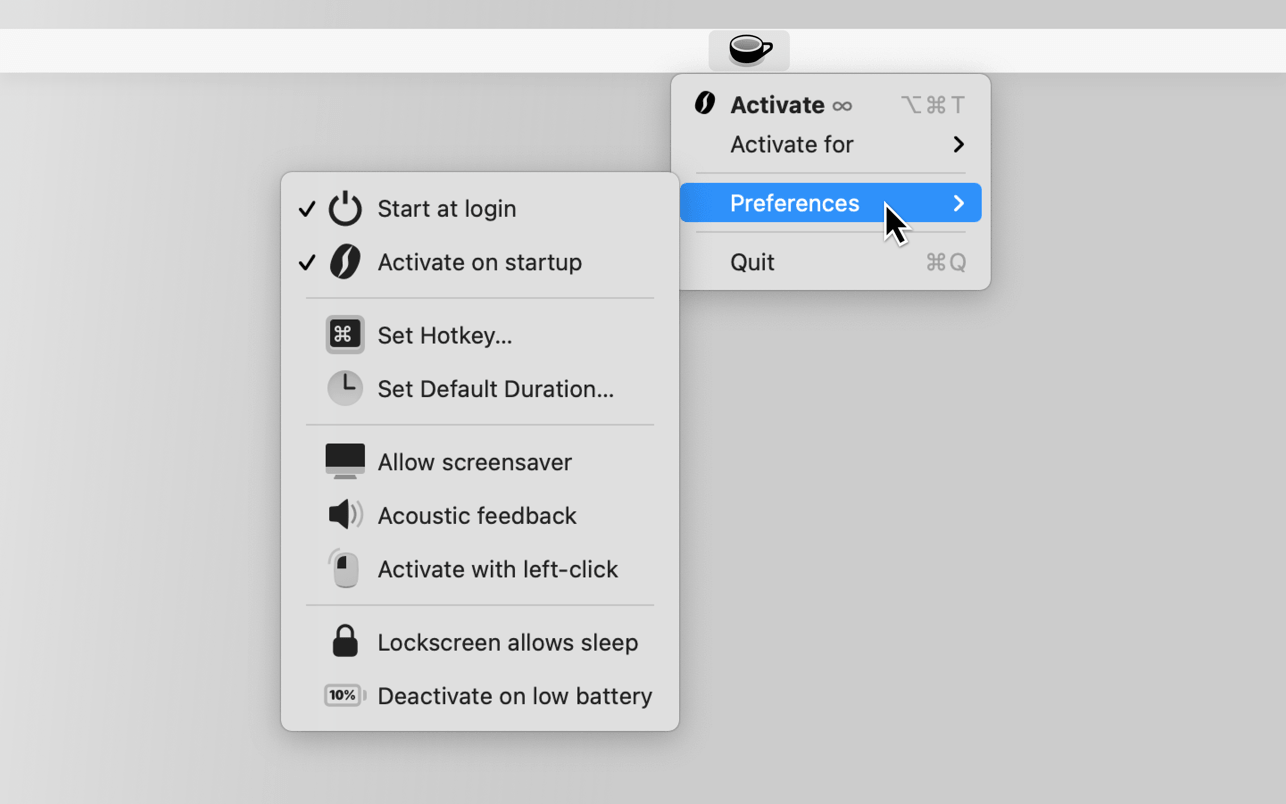 Activate ∞ ⌥⌘T
Activate for
Preferences
Quit ⌘Q
Start at login
Activate on startup
⌘ Set Hotkey...
Set Default Duration...
Allow screensaver
Acoustic feedback
Activate with left-click
Lockscreen allows sleep
10% Deactivate on low battery